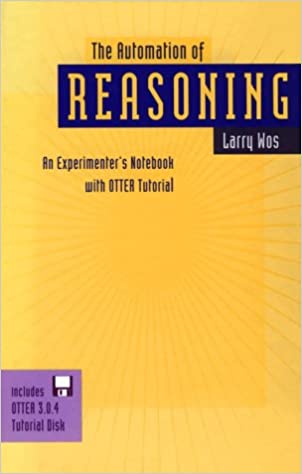 The Automation of
REASONING
Larry Wos
An Experimenter's Notebook
with OTTER Tutorial
Includes
OTTER 3.0.4
Tutorial Disk